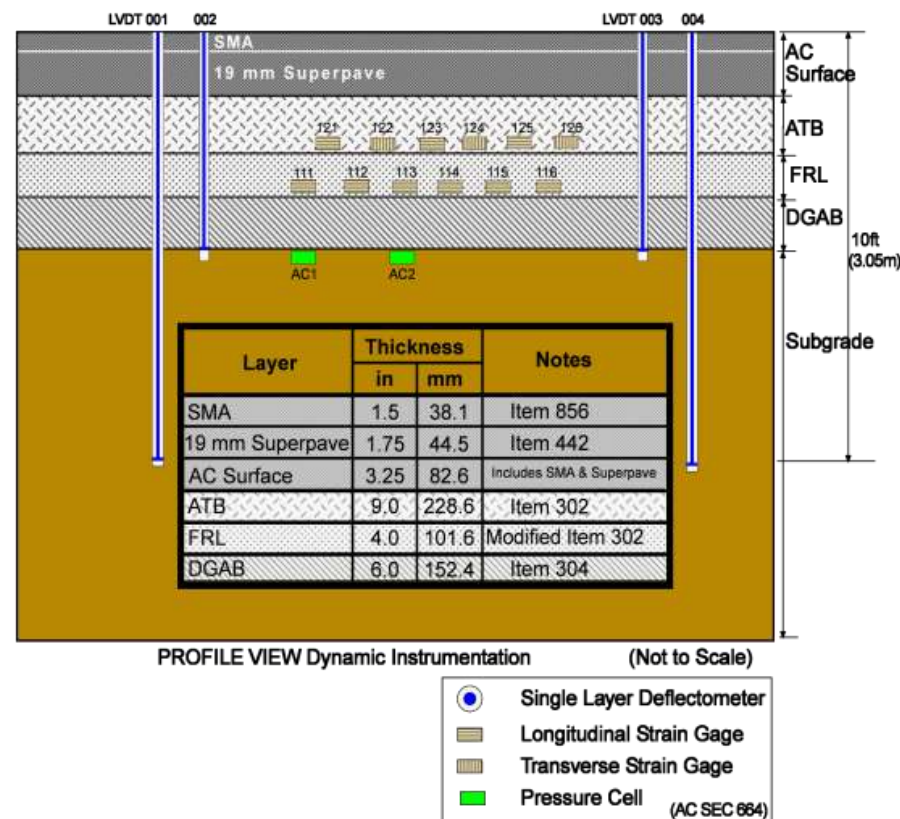 LVDT 001 002 LVDT 003 004
SMA
19 mm Superpave
AC
Surface
121 122 123 124 125 126
ATB
111 112 113 114 115 116
FRL
DGAB
10ft
(3.05m)
AC1 AC2
Subgrade
Layer Thickness Notes
in mm
SMA 1.5 38.1 Item 856
19 mm Superpave 1.75 44.5 Item 442
AC Surface 3.25 82.6 Includes SMA & Superpave
ATB 9.0 228.6 Item 302
FRL 4.0 101.6 Modified Item 302
DGAB 6.0 152.4 Item 304
PROFILE VIEW Dynamic Instrumentation (Not to Scale)
Single Layer Deflectometer
Longitudinal Strain Gage
Transverse Strain Gage
Pressure Cell
(AC SEC 664)